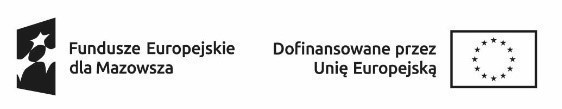 Fundusze Europejskie
dla Mazowsza
Dofinansowane przez
Unię Europejską